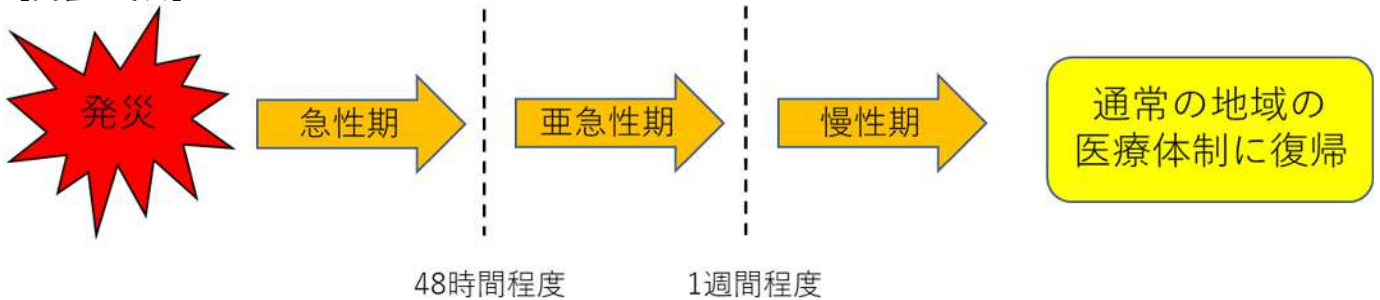 発災
急性期
亜急性期
慢性期
通常の地域の
医療体制に復帰
48時間程度
1週間程度